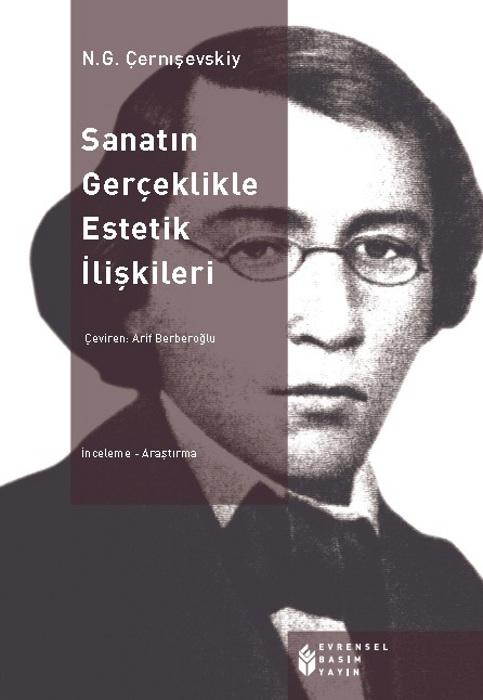 N.G. Çernışevskiy
Sanatın
Gerçeklikle
Estetik
İlişkileri
Çeviren: Arif Berberoğlu
İnceleme - Araştırma
EVRENSEL
BASIM
YAYIN